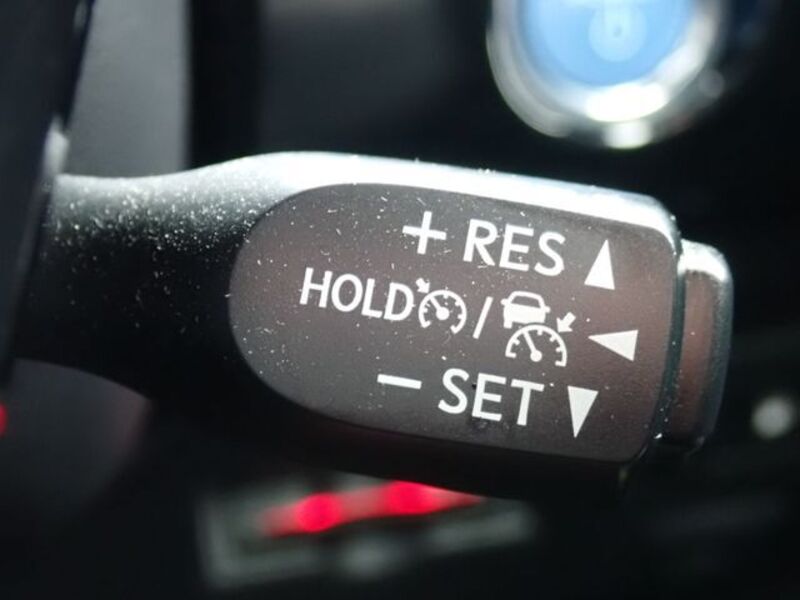 + RES
HOLD /
- SET